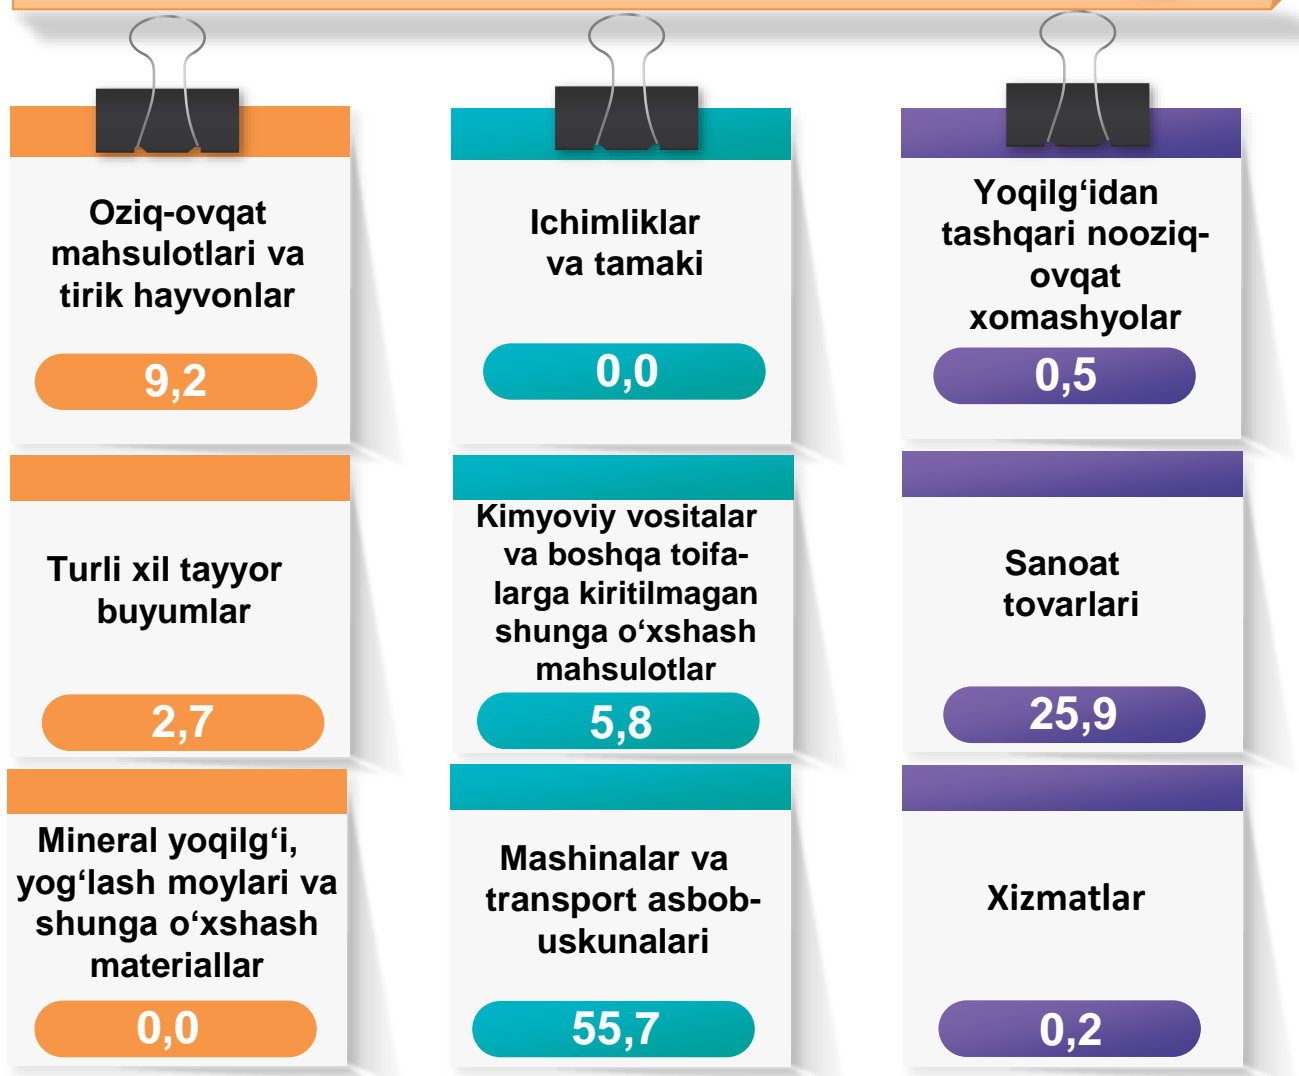 Oziq-ovqat
mahsulotlari va
tirik hayvonlar
9,2
Ichimliklar
va tamaki
0,0
Yoqilg‘idan
tashqari nooziq-
ovqat
xomashyolar
0,5
Turli xil tayyor
buyumlar
2,7
Kimyoviy vositalar
va boshqa toifa-
larga kiritilmagan
shunga o‘xshash
mahsulotlar
5,8
Sanoat
tovarlari
25,9
Mineral yoqilg‘i,
yog‘lash moylari va
shunga o‘xshash
materiallar
0,0
Mashinalar va
transport asbob-
uskunalari
55,7
Xizmatlar
0,2